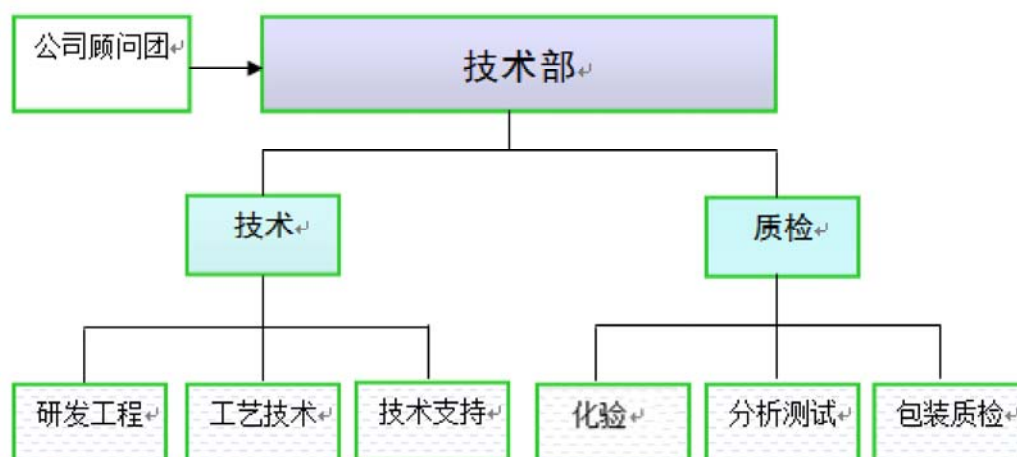 公司顾问团
技术部
技术
质检
研发工程
工艺技术
技术支持
化验
分析测试
包装质检